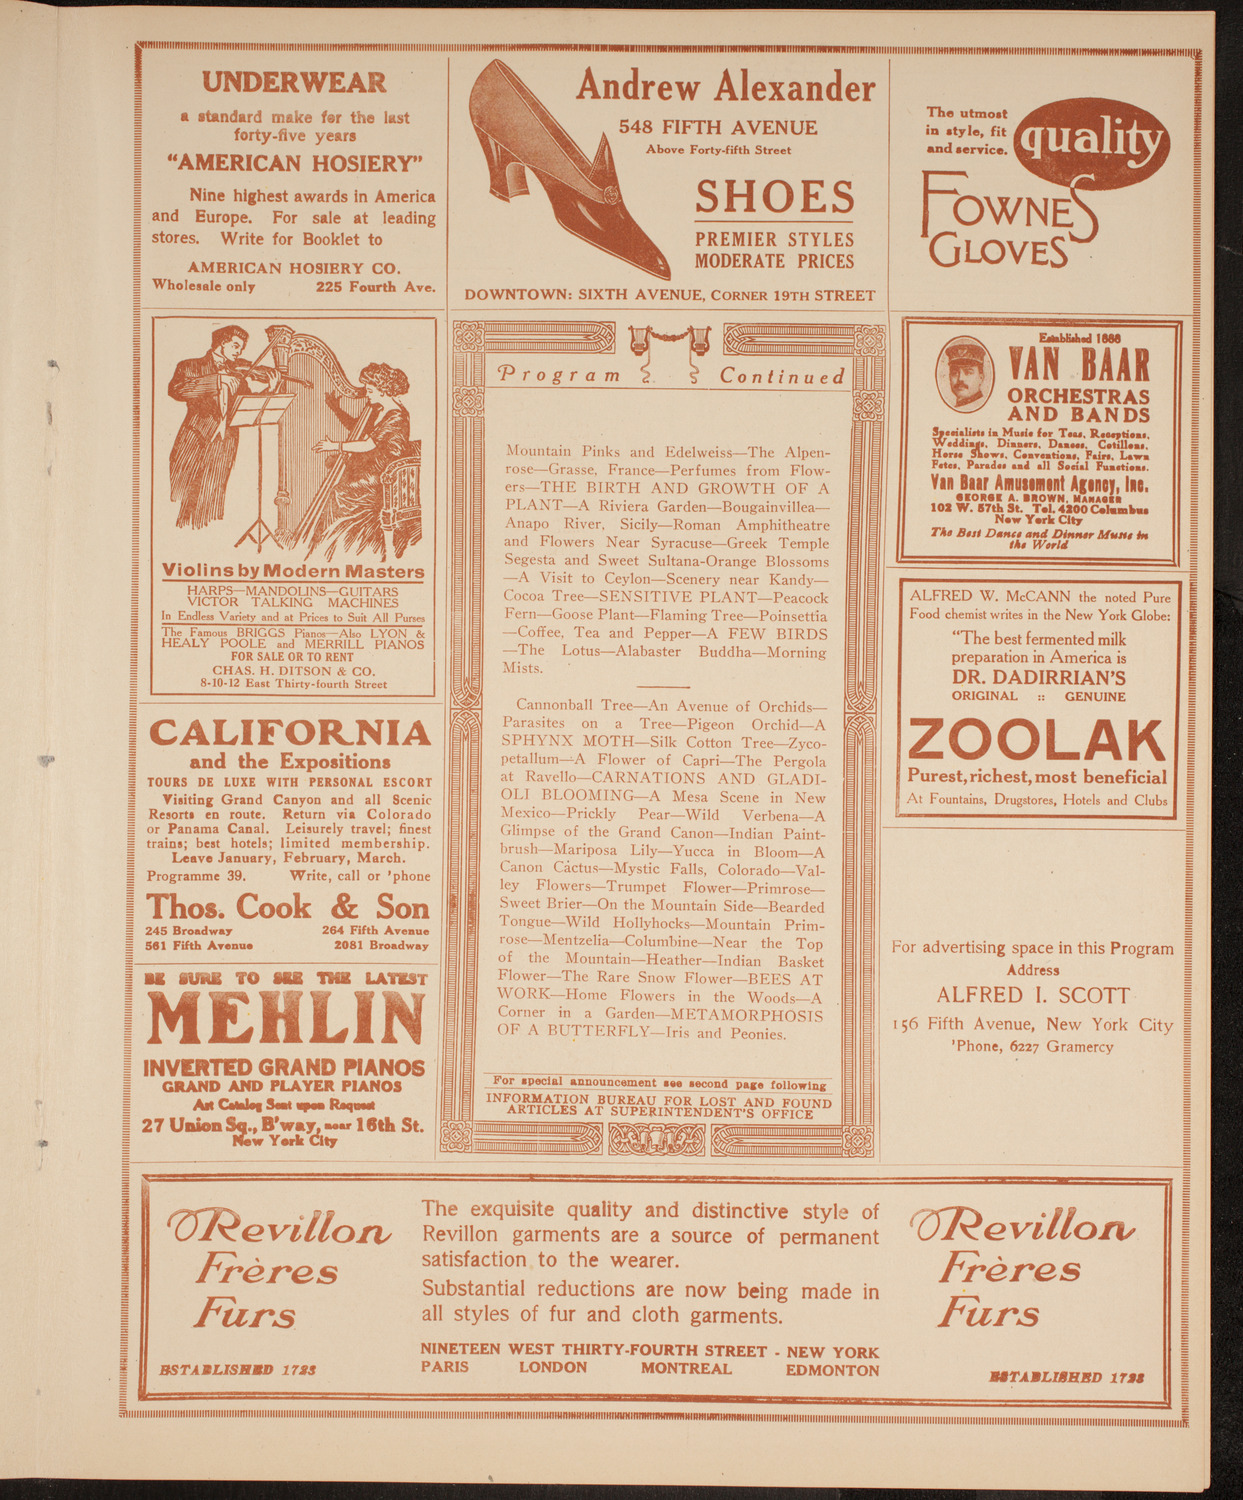 UNDERWEAR
a standard make for the last
forty-five years
"AMERICAN HOSIERY"
Nine highest awards in America
and Europe. For sale at leading
stores. Write for Booklet to
AMERICAN HOSIERY CO.
Wholesale only 225 Fourth Ave.
Andrew Alexander
548 FIFTH AVENUE
Above Forty-fifth Street
SHOES
PREMIER STYLES
MODERATE PRICES
DOWNTOWN: SIXTH AVENUE, CORNER 19TH STREET
The utmost
in style, fit
and service.
quality
FOWNES
GLOVES
Violins by Modern Masters
HARPS—MANDOLINS—GUITARS
VICTOR TALKING MACHINES
In Endless Variety and at Prices to Suit All Purses
The Famous BRIGGS Pianos—Also LYON &
HEALY POOLE and MERRILL PIANOS
FOR SALE OR TO RENT
CHAS. H. DITSON & CO.
8-10-12 East Thirty-fourth Street
CALIFORNIA
and the Expositions
TOURS DE LUXE WITH PERSONAL ESCORT
Visiting Grand Canyon and all Scenic
Resorts en route. Return via Colorado
or Panama Canal. Leisurely travel; finest
trains; best hotels; limited membership.
Leave January, February, March.
Programme 39. Write, call or 'phone
Thos. Cook & Son
245 Broadway 264 Fifth Avenue
561 Fifth Avenue 2081 Broadway
BE SURE TO SEE THE LATEST
MEHLIN
INVERTED GRAND PIANOS
GRAND AND PLAYER PIANOS
Art Catalog Sent upon Request
27 Union Sq., B'way, near 16th St.
New York City
Program Continued
Mountain Pinks and Edelweiss—The Alpen-
rose—Grasse, France—Perfumes from Flow-
ers—THE BIRTH AND GROWTH OF A
PLANT—A Riviera Garden—Bougainvillea—
Anapo River, Sicily—Roman Amphitheatre
and Flowers Near Syracuse—Greek Temple
Segesta and Sweet Sultana-Orange Blossoms
—A Visit to Ceylon—Scenery near Kandy—
Cocoa Tree—SENSITIVE PLANT—Peacock
Fern—Goose Plant—Flaming Tree—Poinsettia
—Coffee, Tea and Pepper—A FEW BIRDS
—The Lotus—Alabaster Buddha—Morning
Mists.
Cannonball Tree—An Avenue of Orchids—
Parasites on a Tree—Pigeon Orchid—A
SPHYNX MOTH—Silk Cotton Tree—Zyco-
petallum—A Flower of Capri—The Pergola
at Ravello—CARNATIONS AND GLADI-
OLI BLOOMING—A Mesa Scene in New
Mexico—Prickly Pear—Wild Verbena—A
Glimpse of the Grand Canon—Indian Paint-
brush—Mariposa Lily—Yucca in Bloom—A
Canon Cactus—Mystic Falls, Colorado—Val-
ley Flowers—Trumpet Flower—Primrose—
Sweet Brier—On the Mountain Side—Bearded
Tongue—Wild Hollyhocks—Mountain Prim-
rose—Mentzelia—Columbine—Near the Top
of the Mountain—Heather—Indian Basket
Flower—The Rare Snow Flower—BEES AT
WORK—Home Flowers in the Woods—A
Corner in a Garden—METAMORPHOSIS
OF A BUTTERFLY—Iris and Peonies.
For special announcement see second page following
INFORMATION BUREAU FOR LOST AND FOUND
ARTICLES AT SUPERINTENDENT'S OFFICE
Established 1888
VAN BAAR
ORCHESTRAS
AND BANDS
Specialists in Music for Teas, Receptions,
Weddings, Dinners, Dances, Cotillons,
Horse Shows, Conventions, Fairs, Lawn
Fetes, Parades and all Social Functions.
Van Baar Amusement Agency, Inc.
GEORGE A. BROWN, MANAGER
102 W. 57th St. Tel. 4200 Columbus
New York City
The Best Dance and Dinner Music in
the World
ALFRED W. McCANN the noted Pure
Food chemist writes in the New York Globe:
"The best fermented milk
preparation in America is
DR. DADIRRIAN'S
ORIGINAL :: GENUINE
ZOOLAK
Purest, richest, most beneficial
At Fountains, Drugstores, Hotels and Clubs
For advertising space in this Program
Address
ALFRED I. SCOTT
156 Fifth Avenue, New York City
'Phone, 6227 Gramercy
Revillon
Frères
Furs
ESTABLISHED 1723
The exquisite quality and distinctive style of
Revillon garments are a source of permanent
satisfaction to the wearer.
Substantial reductions are now being made in
all styles of fur and cloth garments.
NINETEEN WEST THIRTY-FOURTH STREET - NEW YORK
PARIS LONDON MONTREAL EDMONTON
Revillon
Frères
Furs
ESTABLISHED 1723